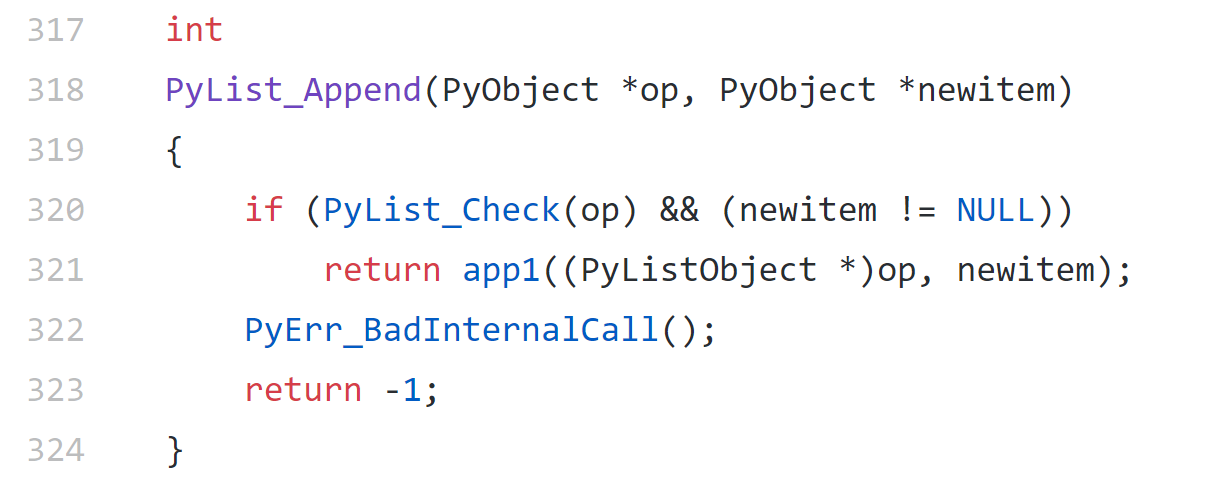 317 int
318 PyList_Append(PyObject *op, PyObject *newitem)
319 {
320     if (PyList_Check(op) && (newitem != NULL))
321         return app1((PyListObject *)op, newitem);
322     PyErr_BadInternalCall();
323     return -1;
324 }